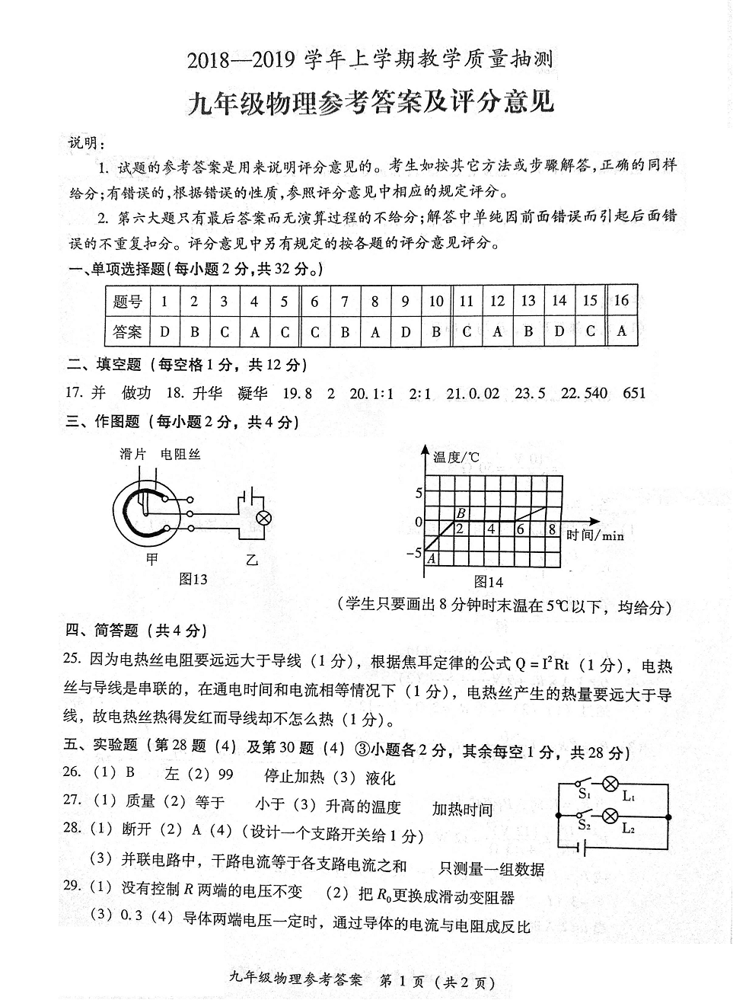 2018—2019 学年上学期教学质量抽测
九年级物理参考答案及评分意见
说明：
1. 试题的参考答案是用来说明评分意见的。考生如按其它方法或步骤解答,正确的同样
给分;有错误的,根据错误的性质,参照评分意见中相应的规定评分。
2. 第六大题只有最后答案而无演算过程的不给分;解答中单纯因前面错误而引起后面错
误的不重复扣分。评分意见中另有规定的按各题的评分意见评分。
一、单项选择题(每小题 2 分,共 32 分。)
题号 1 2 3 4 5 6 7 8 9 10 11 12 13 14 15 16
答案 D B C A C C B A D B C A B D C A
二、填空题（每空格 1 分，共 12 分）
17. 并 做功 18. 升华 凝华 19. 8 2 20. 1∶1 2∶1 21. 0. 02 23. 5 22. 540 651
三、作图题（每小题 2 分，共 4 分）
滑片 电阻丝
甲 乙
图13
温度/℃
5
0
-5
A
B
2 4 6 8
时间/min
图14
（学生只要画出 8 分钟时末温在 5℃以下，均给分）
四、简答题（共 4 分）
25. 因为电热丝电阻要远远大于导线（1 分），根据焦耳定律的公式 Q = I²Rt（1 分），电热
丝与导线是串联的，在通电时间和电流相等情况下（1 分），电热丝产生的热量要远大于导
线，故电热丝热得发红而导线却不怎么热（1 分）。
五、实验题（第 28 题（4）及第 30 题（4）③小题各 2 分，其余每空 1 分，共 28 分）
26.（1）B 左（2）99 停止加热（3）液化
27.（1）质量（2）等于 小于（3）升高的温度 加热时间
28.（1）断开（2）A（4）（设计一个支路开关给 1 分）
（3）并联电路中，干路电流等于各支路电流之和 只测量一组数据
S₁ L₁
S₂ L₂
29.（1）没有控制 R 两端的电压不变 （2）把 R₀更换成滑动变阻器
（3）0. 3（4）导体两端电压一定时，通过导体的电流与电阻成反比
九年级物理参考答案 第 1 页（共 2 页）